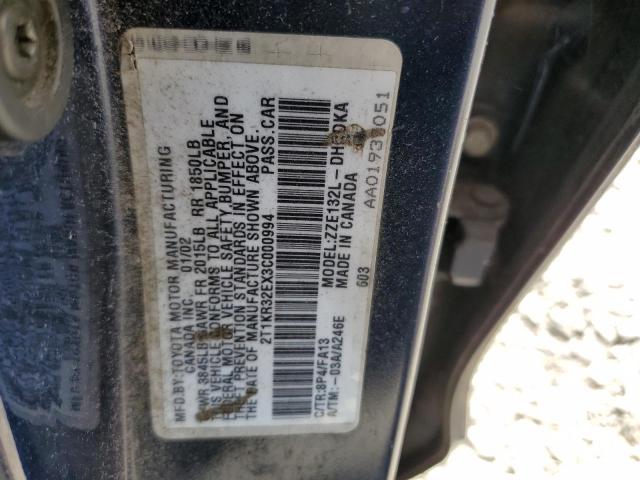 MFD.BY:TOYOTA MOTOR MANUFACTURING
CANADA INC. 01/02
GVWR 3845LB GAWR FR 2015LB RR 1850LB
THIS VEHICLE CONFORMS TO ALL APPLICABLE
FEDERAL MOTOR VEHICLE SAFETY, BUMPER, AND
THEFT PREVENTION STANDARDS IN EFFECT ON
THE DATE OF MANUFACTURE SHOWN ABOVE.
2T1KR32EX3C000994 PASS.CAR
C/TR:8P4/FA13 MODEL:ZZE132L-
A/TM:-03A/A246E MADE IN CANADA
603